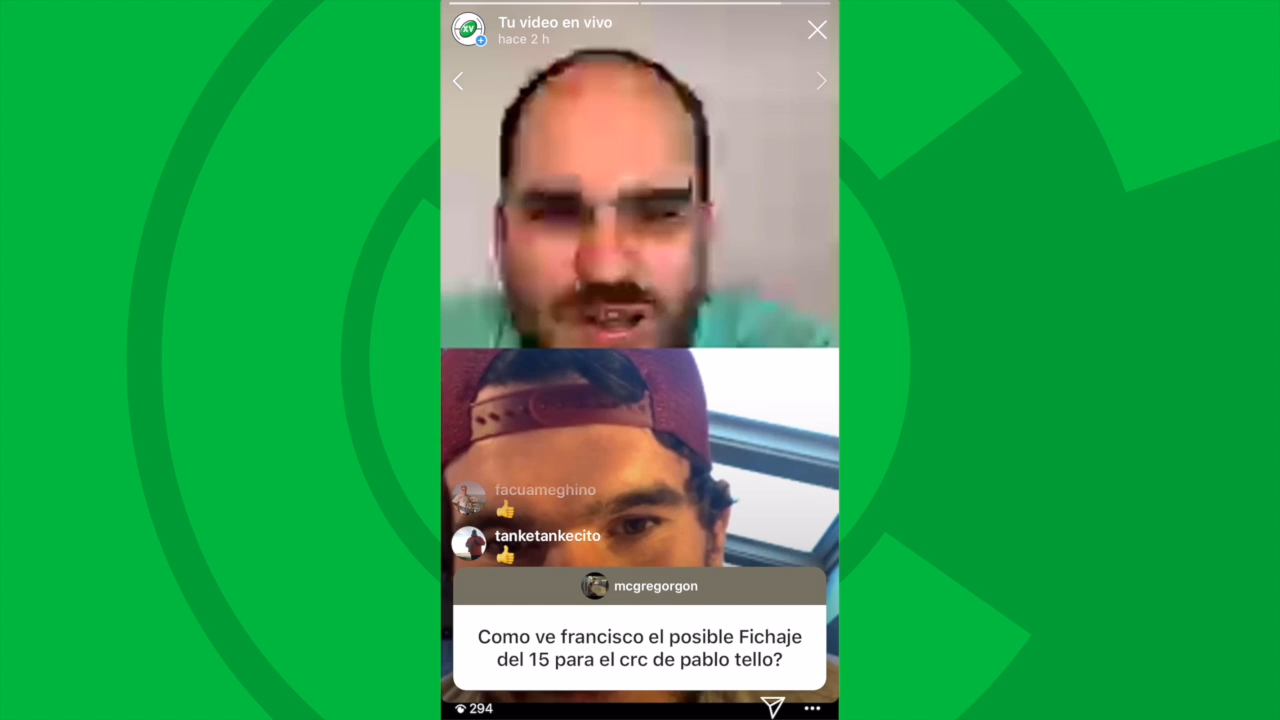 XV
Tu video en vivo
hace 2 h
facuameghino
tanketankecito
mcgregorgon
Como ve francisco el posible Fichaje
del 15 para el crc de pablo tello?
294